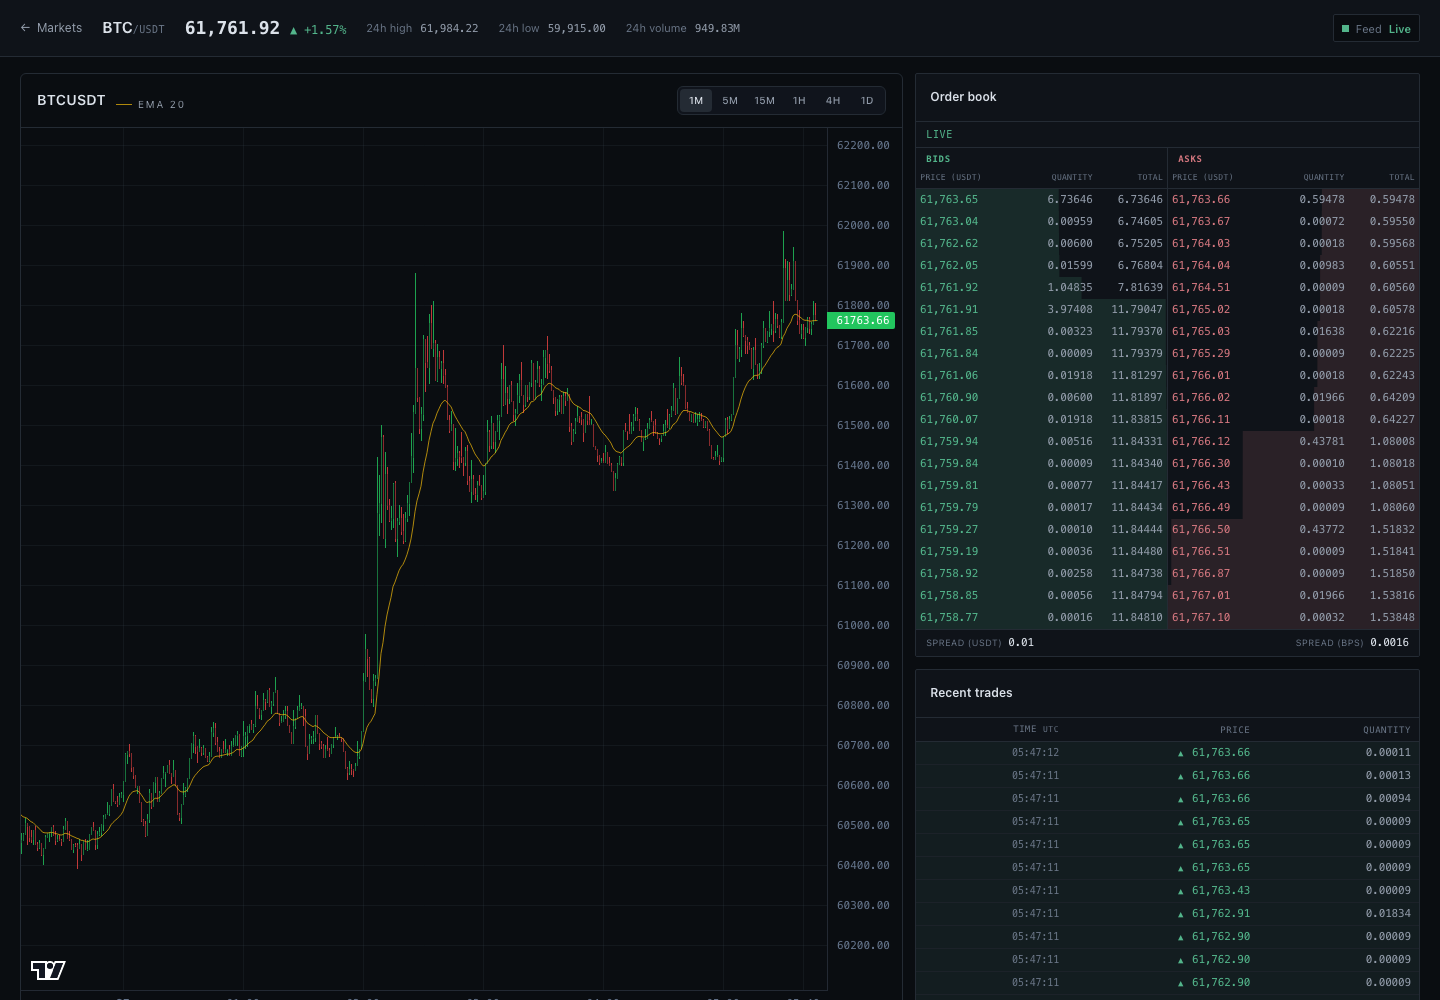 ← Markets BTC/USDT 61,761.92 ▲ +1.57% 24h high 61,984.22 24h low 59,915.00 24h volume 949.83M Feed Live
BTCUSDT EMA 20 1M 5M 15M 1H 4H 1D
62200.00
62100.00
62000.00
61900.00
61800.00
61763.66
61700.00
61600.00
61500.00
61400.00
61300.00
61200.00
61100.00
61000.00
60900.00
60800.00
60700.00
60600.00
60500.00
60400.00
60300.00
60200.00
Order book
LIVE
BIDS ASKS
PRICE (USDT) QUANTITY TOTAL PRICE (USDT) QUANTITY TOTAL
61,763.65 6.73646 6.73646 61,763.66 0.59478 0.59478
61,763.04 0.00959 6.74605 61,763.67 0.00072 0.59550
61,762.62 0.00600 6.75205 61,764.03 0.00018 0.59568
61,762.05 0.01599 6.76804 61,764.04 0.00983 0.60551
61,761.92 1.04835 7.81639 61,764.51 0.00009 0.60560
61,761.91 3.97408 11.79047 61,765.02 0.00018 0.60578
61,761.85 0.00323 11.79370 61,765.03 0.01638 0.62216
61,761.84 0.00009 11.79379 61,765.29 0.00009 0.62225
61,761.06 0.01918 11.81297 61,766.01 0.00018 0.62243
61,760.90 0.00600 11.81897 61,766.02 0.01966 0.64209
61,760.07 0.01918 11.83815 61,766.11 0.00018 0.64227
61,759.94 0.00516 11.84331 61,766.12 0.43781 1.08008
61,759.84 0.00009 11.84340 61,766.30 0.00010 1.08018
61,759.81 0.00077 11.84417 61,766.43 0.00033 1.08051
61,759.79 0.00017 11.84434 61,766.49 0.00009 1.08060
61,759.27 0.00010 11.84444 61,766.50 0.43772 1.51832
61,759.19 0.00036 11.84480 61,766.51 0.00009 1.51841
61,758.92 0.00258 11.84738 61,766.87 0.00009 1.51850
61,758.85 0.00056 11.84794 61,767.01 0.01966 1.53816
61,758.77 0.00016 11.84810 61,767.10 0.00032 1.53848
SPREAD (USDT) 0.01 SPREAD (BPS) 0.0016
Recent trades
TIME UTC PRICE QUANTITY
05:47:12 ▲ 61,763.66 0.00011
05:47:11 ▲ 61,763.66 0.00013
05:47:11 ▲ 61,763.66 0.00094
05:47:11 ▲ 61,763.65 0.00009
05:47:11 ▲ 61,763.65 0.00009
05:47:11 ▲ 61,763.65 0.00009
05:47:11 ▲ 61,763.43 0.00009
05:47:11 ▲ 61,762.91 0.01834
05:47:11 ▲ 61,762.90 0.00009
05:47:11 ▲ 61,762.90 0.00009
05:47:11 ▲ 61,762.90 0.00009